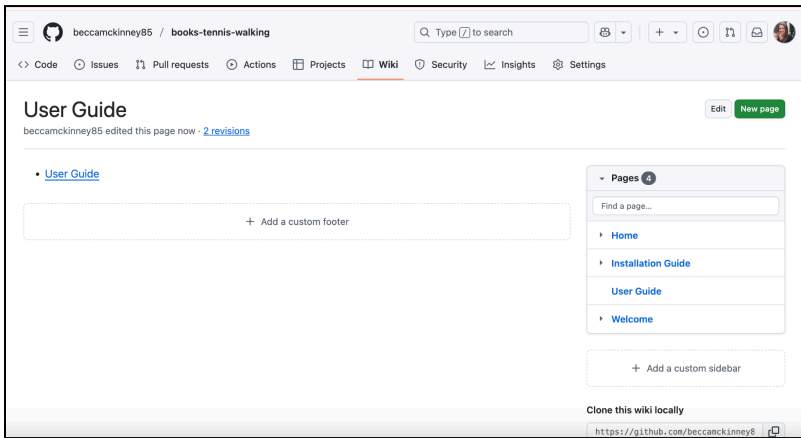 beccamckinney85 / books-tennis-walking
Type / to search
Code Issues Pull requests Actions Projects Wiki Security Insights Settings
User Guide
Edit New page
beccamckinney85 edited this page now · 2 revisions
• User Guide
+ Add a custom footer
Pages 4
Find a page...
Home
Installation Guide
User Guide
Welcome
+ Add a custom sidebar
Clone this wiki locally
https://github.com/beccamckinney8